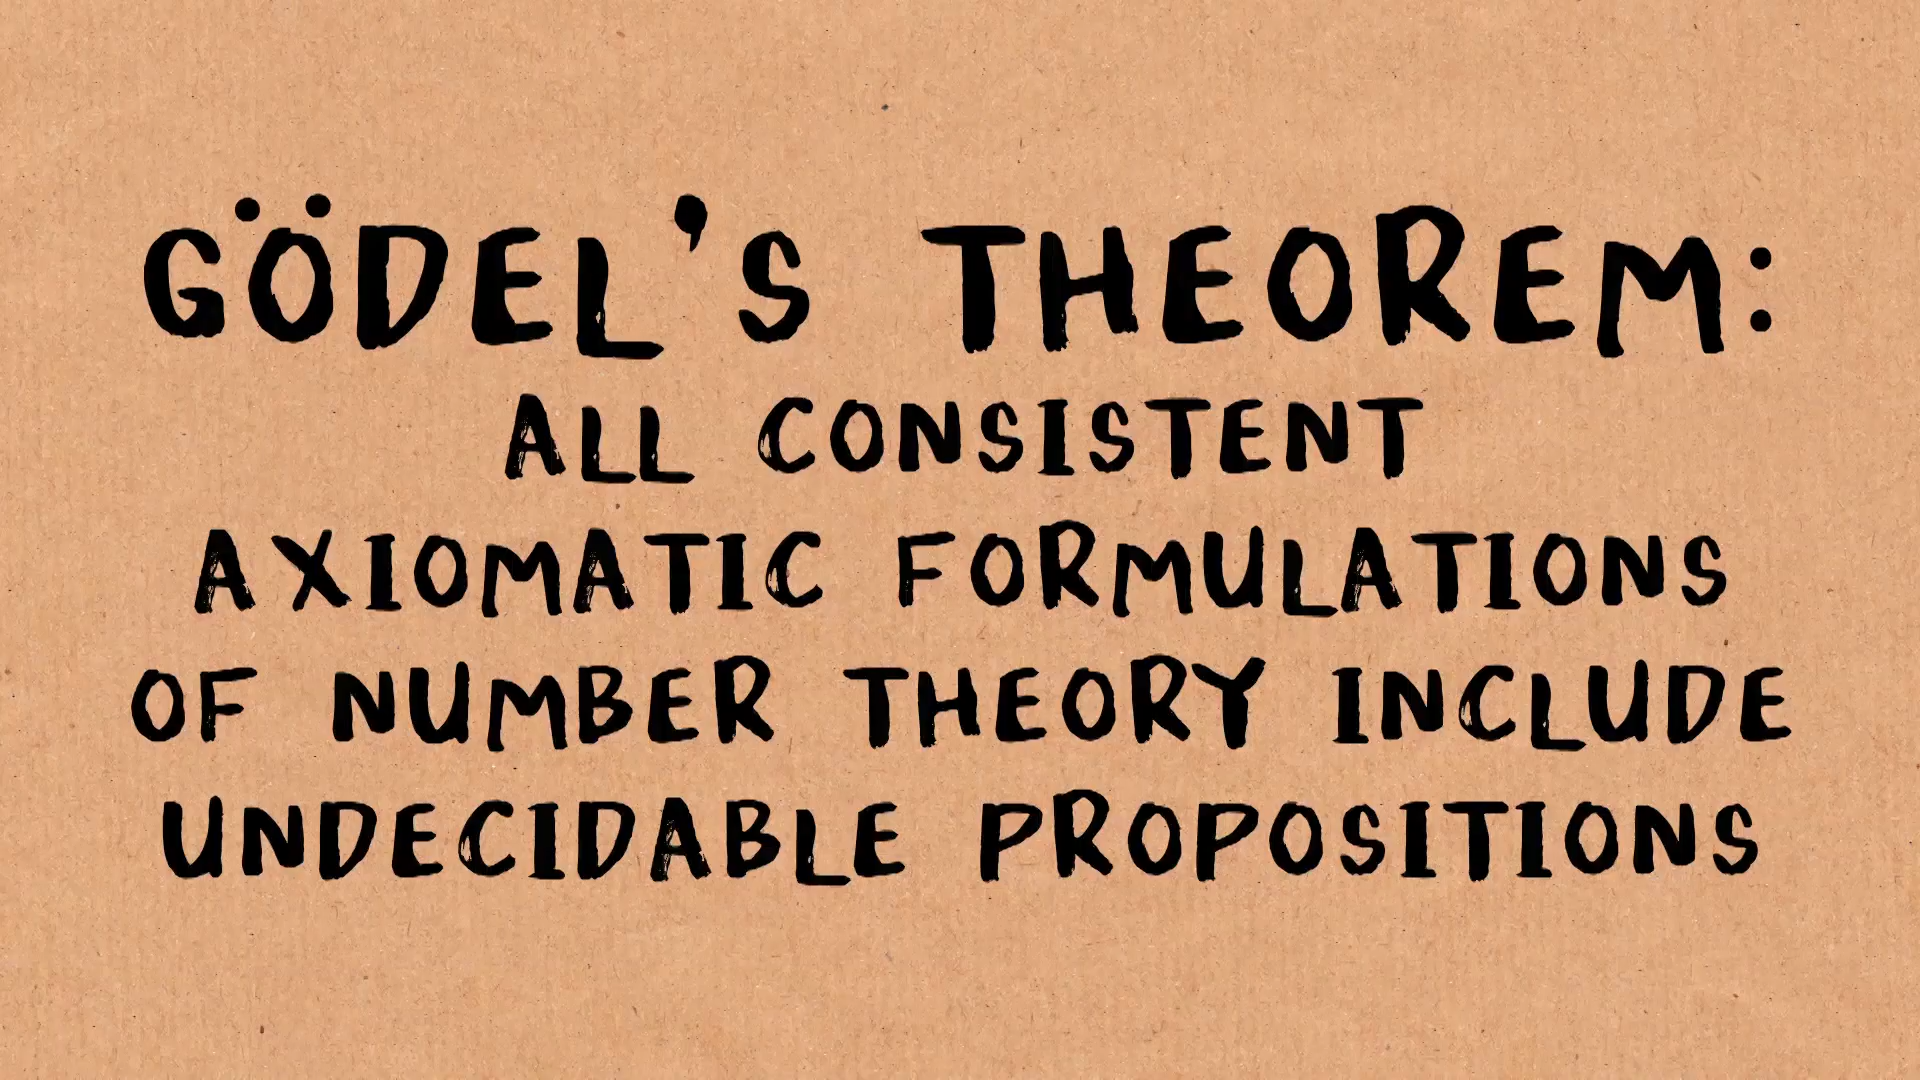 GÖDEL'S THEOREM:
ALL CONSISTENT
AXIOMATIC FORMULATIONS
OF NUMBER THEORY INCLUDE
UNDECIDABLE PROPOSITIONS